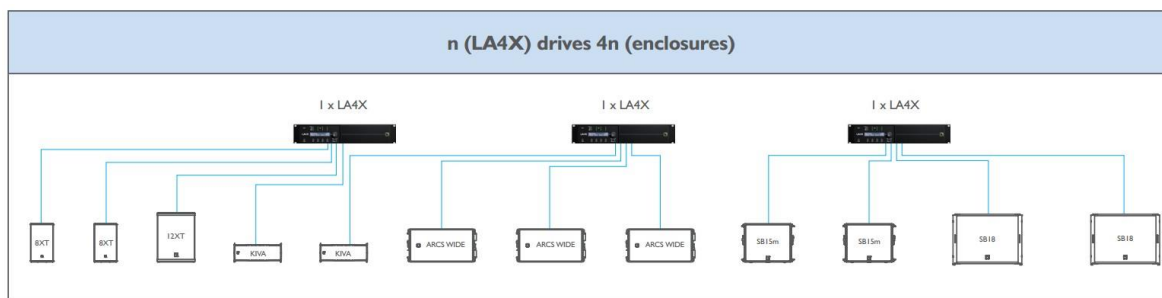 n (LA4X) drives 4n (enclosures)
1 x LA4X
1 x LA4X
1 x LA4X
8XT
8XT
12XT
KIVA
KIVA
ARCS WIDE
ARCS WIDE
ARCS WIDE
SB15m
SB15m
SB18
SB18